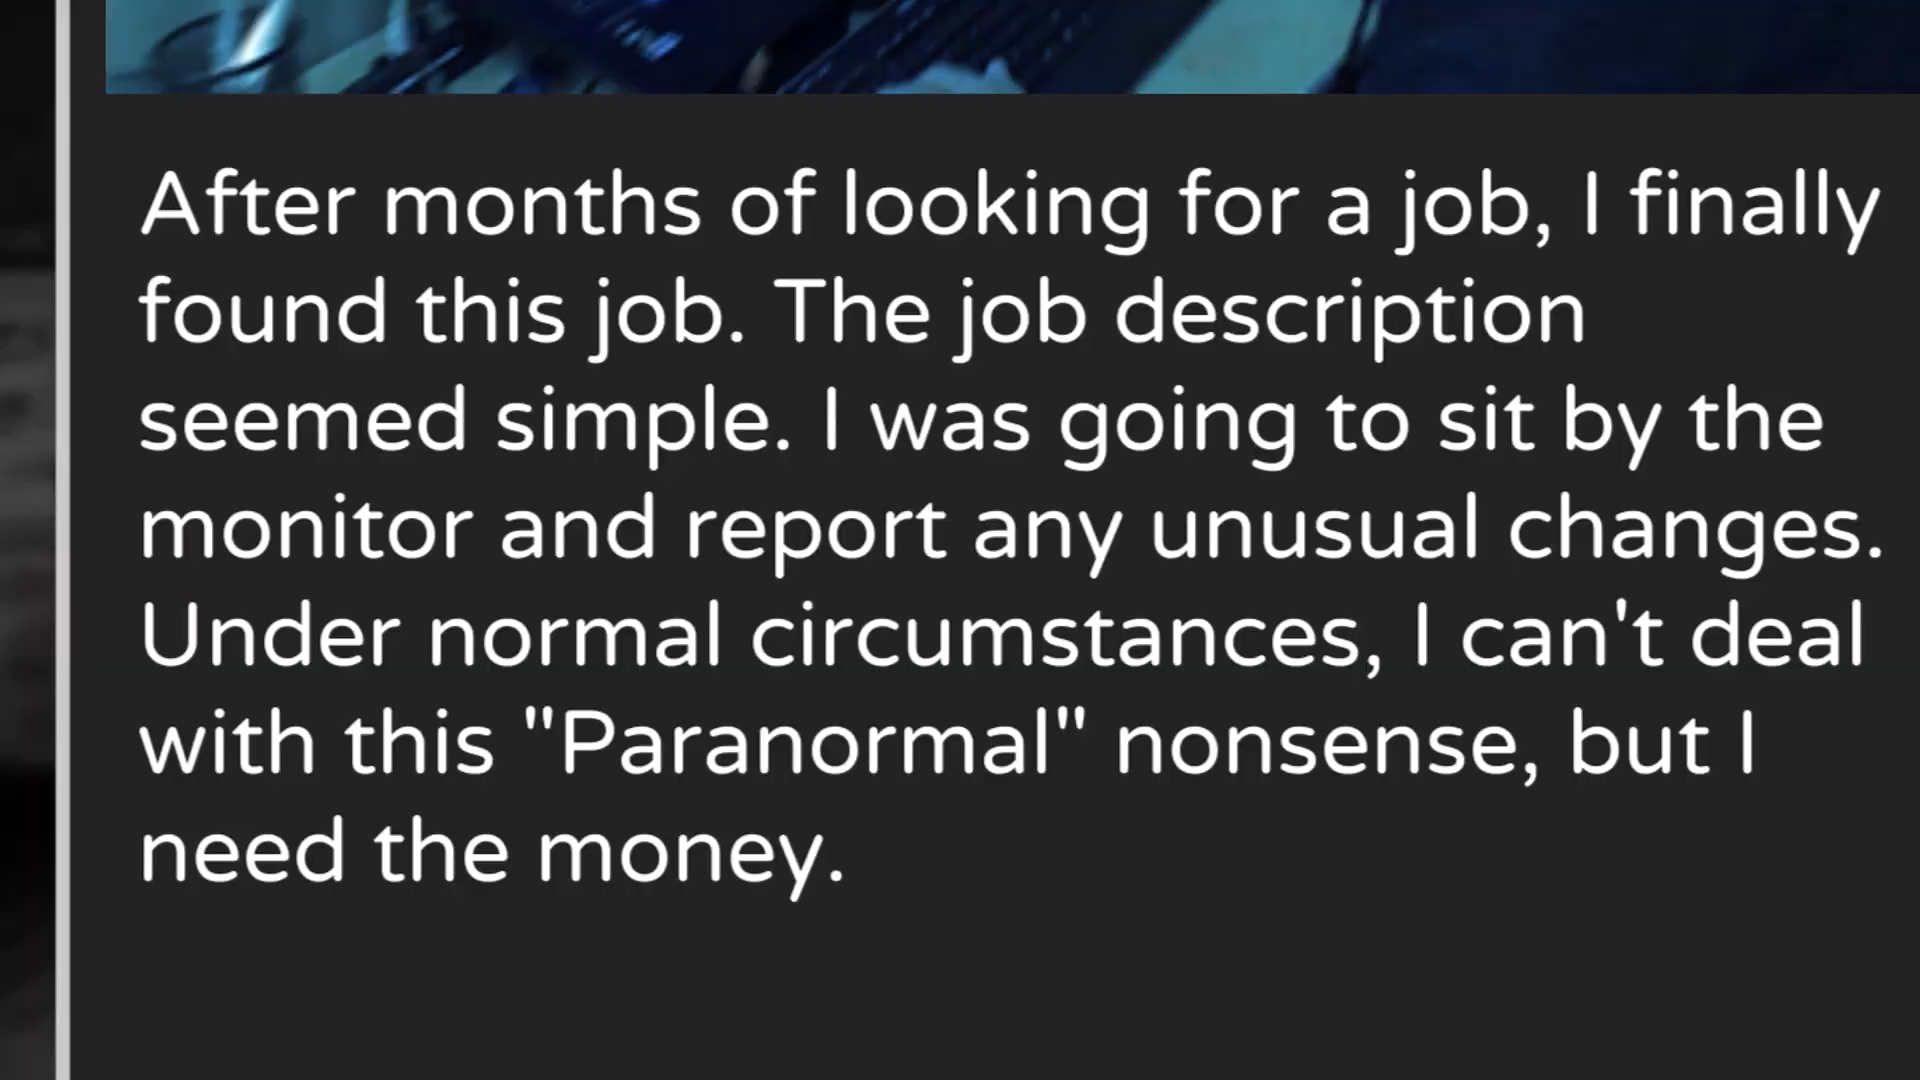 After months of looking for a job, I finally
found this job. The job description
seemed simple. I was going to sit by the
monitor and report any unusual changes.
Under normal circumstances, I can't deal
with this "Paranormal" nonsense, but I
need the money.